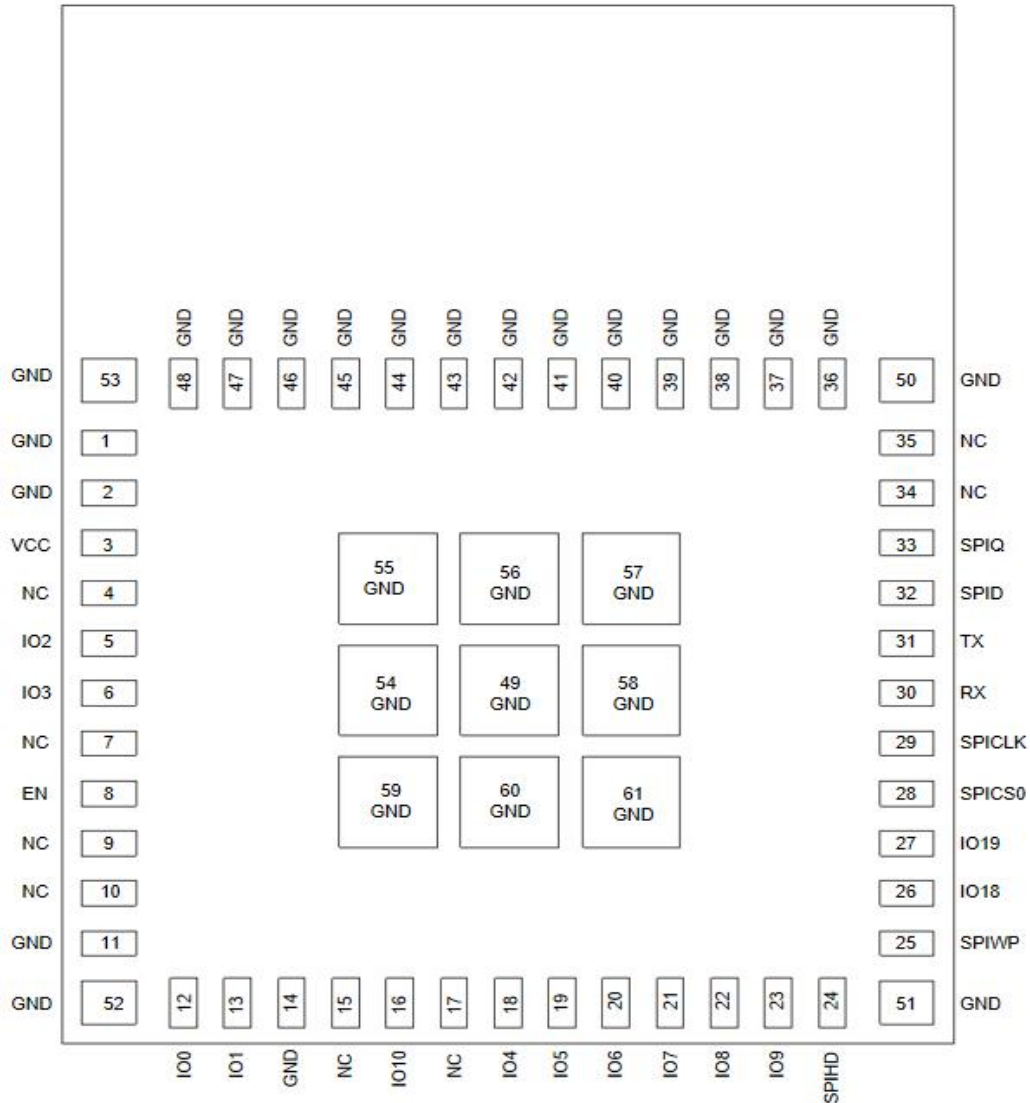 GND GND GND GND GND GND GND GND GND GND GND GND GND
GND 53 48 47 46 45 44 43 42 41 40 39 38 37 36 50 GND
GND 1 35 NC
GND 2 34 NC
VCC 3 33 SPIQ
55 56 57
GND GND GND
NC 4 32 SPID
IO2 5 31 TX
IO3 6 30 RX
54 49 58
GND GND GND
NC 7 29 SPICLK
EN 8 28 SPICS0
59 60 61
GND GND GND
NC 9 27 IO19
NC 10 26 IO18
GND 11 25 SPIWP
GND 52 12 13 14 15 16 17 18 19 20 21 22 23 24 51 GND
IO0 IO1 GND NC IO10 NC IO4 IO5 IO6 IO7 IO8 IO9 SPIHD